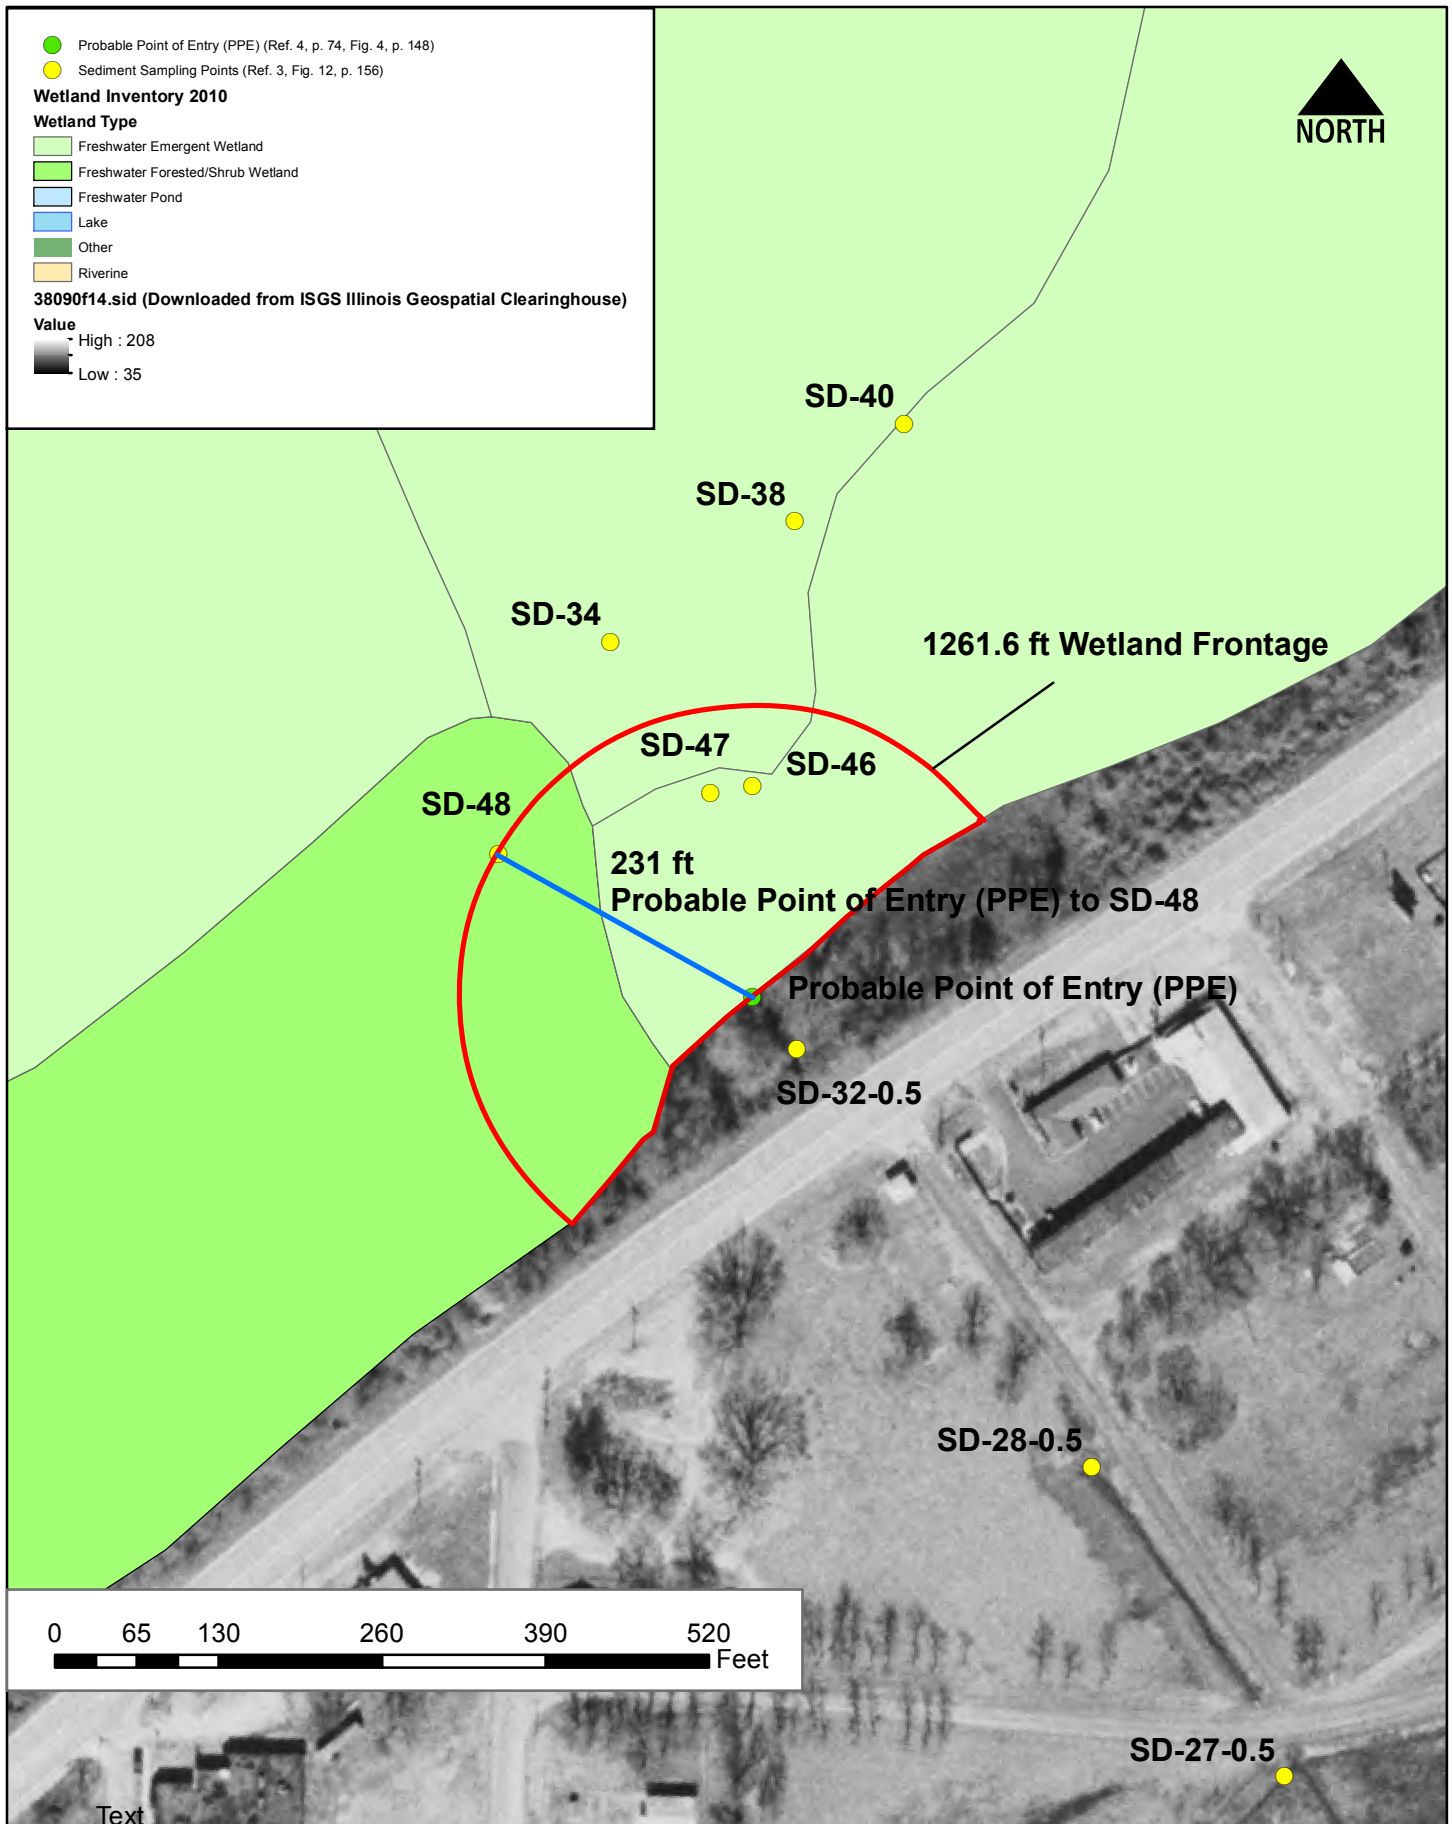 Probable Point of Entry (PPE) (Ref. 4, p. 74, Fig. 4, p. 148)
Sediment Sampling Points (Ref. 3, Fig. 12, p. 156)
Wetland Inventory 2010
Wetland Type
Freshwater Emergent Wetland
Freshwater Forested/Shrub Wetland
Freshwater Pond
Lake
Other
Riverine
38090f14.sid (Downloaded from ISGS Illinois Geospatial Clearinghouse)
Value
High : 208
Low : 35
NORTH
SD-40
SD-38
SD-34
1261.6 ft Wetland Frontage
SD-47
SD-46
SD-48
231 ft
Probable Point of Entry (PPE) to SD-48
Probable Point of Entry (PPE)
SD-32-0.5
SD-28-0.5
0 65 130 260 390 520
Feet
SD-27-0.5
Text